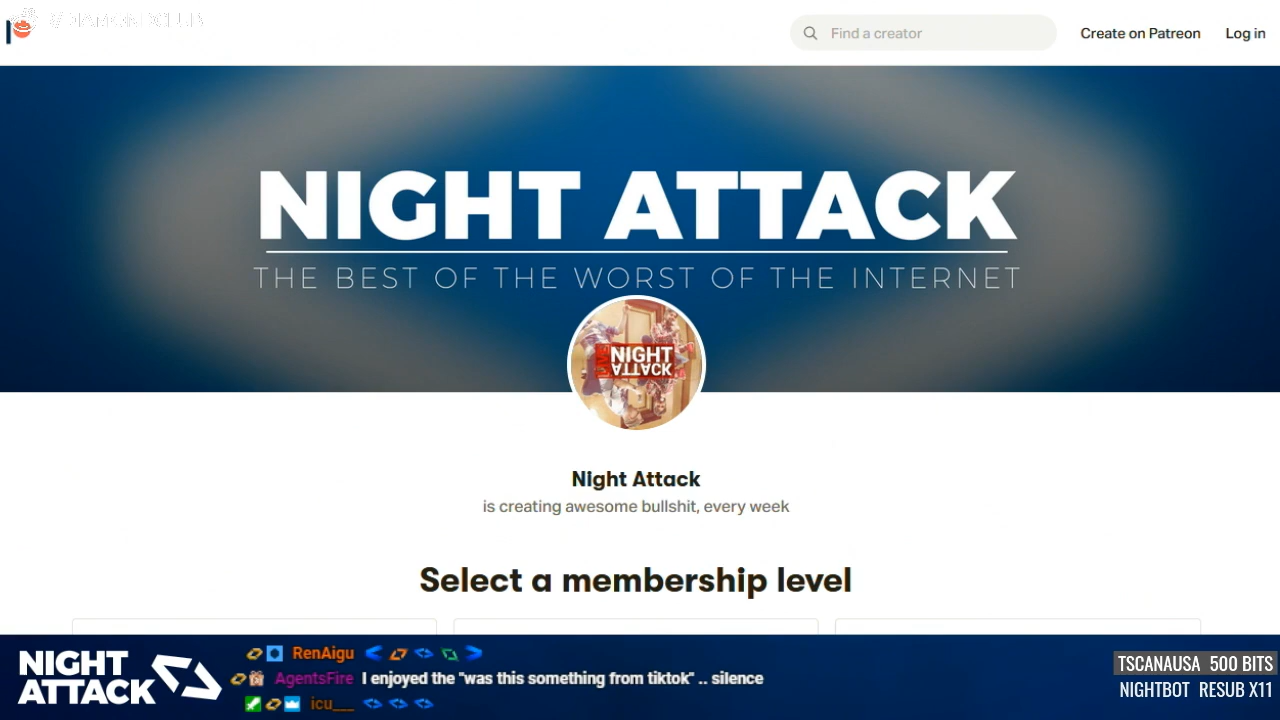 /DIAMONDCLUB
Find a creator
Create on Patreon
Log in
NIGHT ATTACK
THE BEST OF THE WORST OF THE INTERNET
NIGHT
ATTACK
Night Attack
is creating awesome bullshit, every week
Select a membership level
NIGHT
ATTACK
RenAigu
AgentsFire I enjoyed the "was this something from tiktok" .. silence
icu___
TSCANAUSA 500 BITS
NIGHTBOT RESUB X11